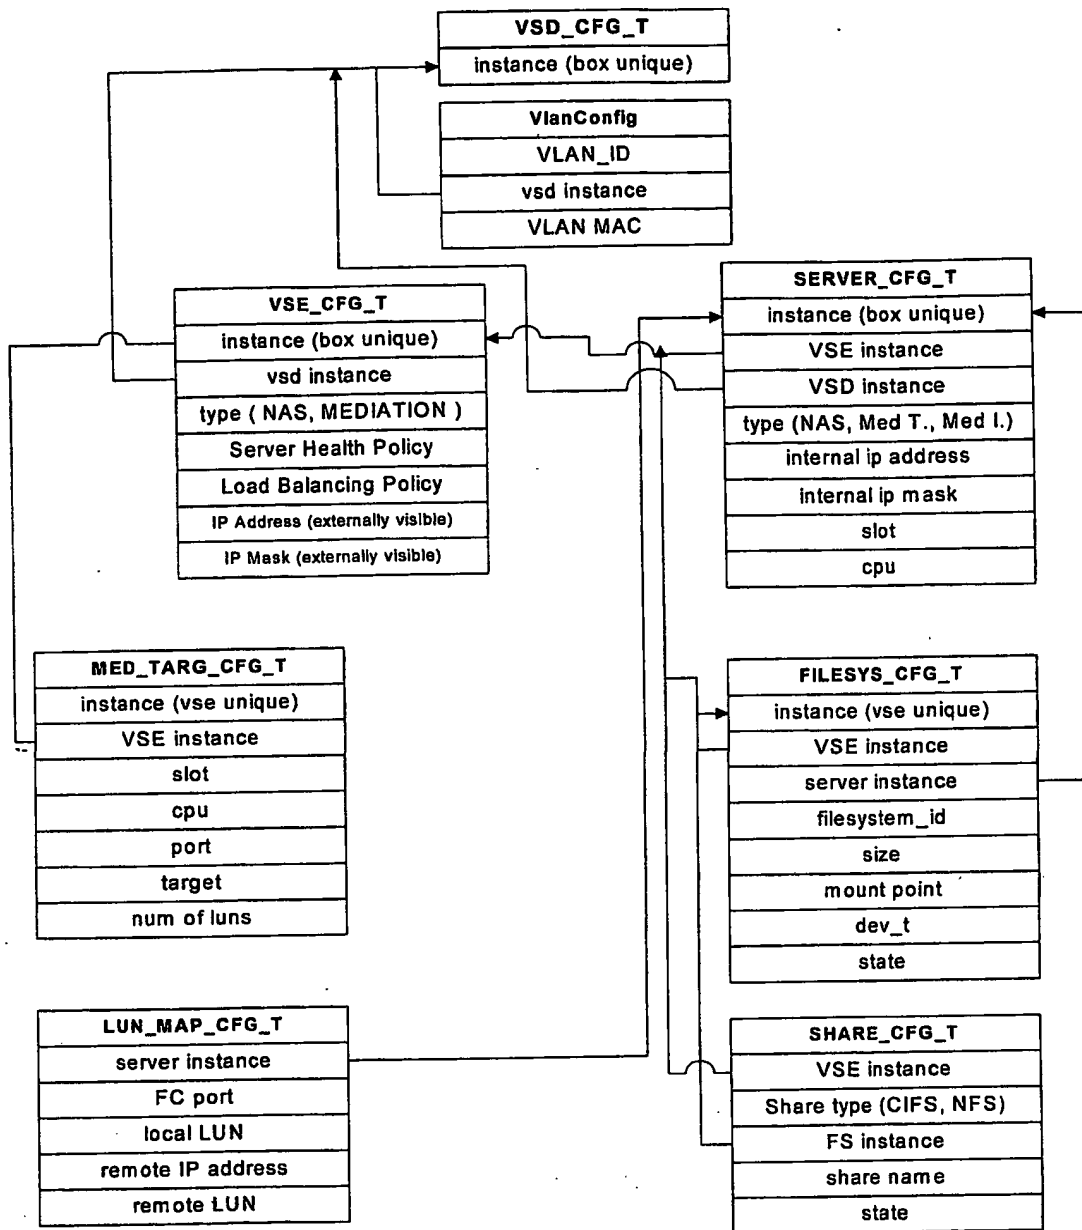 VSD_CFG_T
instance (box unique)
VlanConfig
VLAN_ID
vsd instance
VLAN MAC
VSE_CFG_T
instance (box unique)
vsd instance
type ( NAS, MEDIATION )
Server Health Policy
Load Balancing Policy
IP Address (externally visible)
IP Mask (externally visible)
SERVER_CFG_T
instance (box unique)
VSE instance
VSD instance
type (NAS, Med T., Med I.)
internal ip address
internal ip mask
slot
cpu
MED_TARG_CFG_T
instance (vse unique)
VSE instance
slot
cpu
port
target
num of luns
FILESYS_CFG_T
instance (vse unique)
VSE instance
server instance
filesystem_id
size
mount point
dev_t
state
LUN_MAP_CFG_T
server instance
FC port
local LUN
remote IP address
remote LUN
SHARE_CFG_T
VSE instance
Share type (CIFS, NFS)
FS instance
share name
state